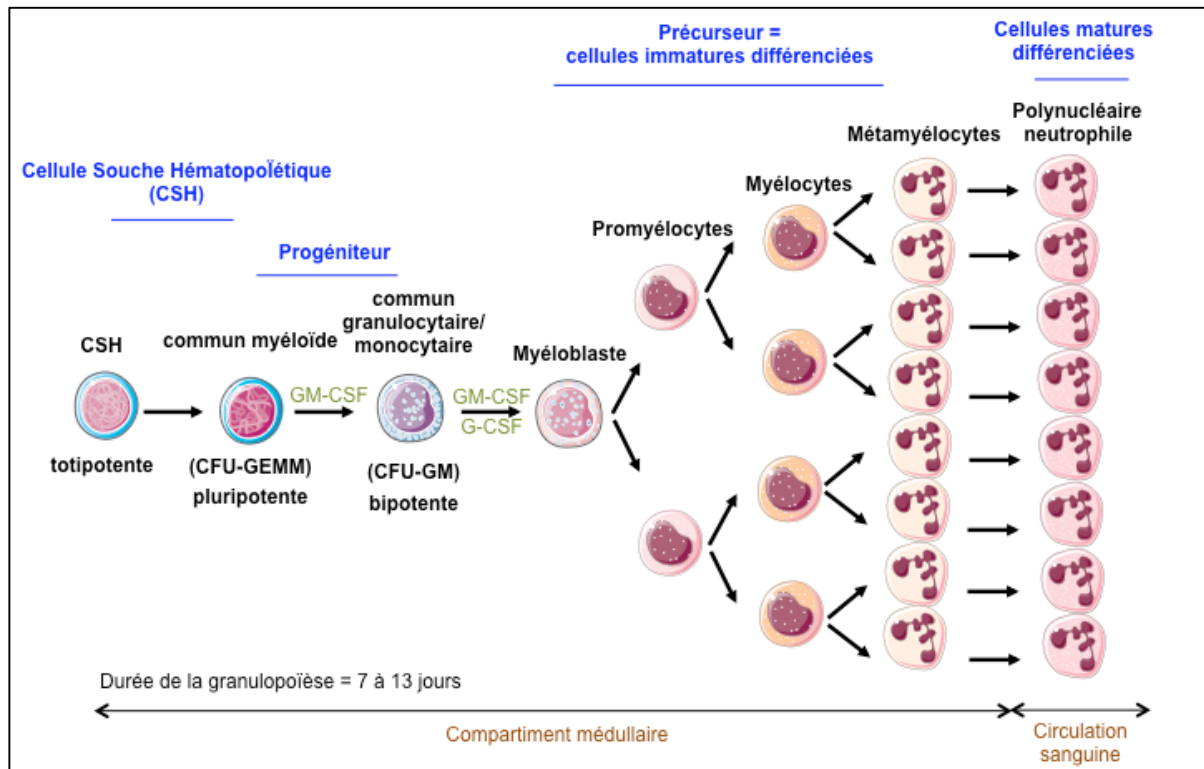 Précurseur =
cellules immatures différenciées
Cellules matures
différenciées
Cellule Souche HématopoÏétique
(CSH)
Progéniteur
Polynucléaire
neutrophile
Métamyélocytes
Myélocytes
Promyélocytes
Myéloblaste
commun
granulocytaire/
monocytaire
commun myéloïde
CSH
GM-CSF
GM-CSF
G-CSF
totipotente
(CFU-GEMM)
pluripotente
(CFU-GM)
bipotente
Durée de la granulopoïèse = 7 à 13 jours
Compartiment médullaire
Circulation
sanguine